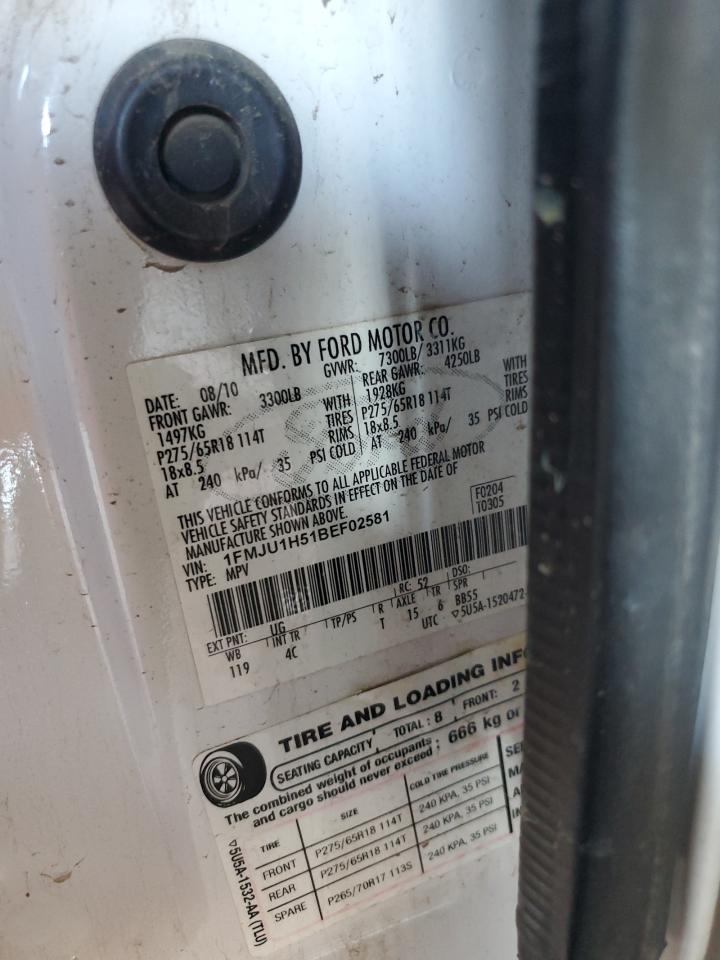 MFD. BY FORD MOTOR CO.
DATE: 08/10 GVWR: 7300LB/ 3311KG
FRONT GAWR: 3300LB REAR GAWR: 4250LB
1497KG WITH 1928KG WITH
P275/65R18 114T TIRES P275/65R18 114T TIRES
18x8.5 RIMS 18x8.5 RIMS
AT 240 kPa/ 35 PSI COLD AT 240 kPa/ 35 PSI COLD
THIS VEHICLE CONFORMS TO ALL APPLICABLE FEDERAL MOTOR
VEHICLE SAFETY STANDARDS IN EFFECT ON THE DATE OF
MANUFACTURE SHOWN ABOVE.
F0204
T0305
VIN: 1FMJU1H51BEF02581
TYPE: MPV
EXT PNT: UG RC: 52 DSO:
WB INT TR TP/PS R AXLE TR SPR
119 4C T 15 6 BB55
UTC ▽5U5A-1520472-
TIRE AND LOADING INFO
SEATING CAPACITY TOTAL: 8 FRONT: 2
The combined weight of occupants
and cargo should never exceed: 666 kg or
TIRE SIZE COLD TIRE PRESSURE
FRONT P275/65R18 114T 240 KPA, 35 PSI
REAR P275/65R18 114T 240 KPA, 35 PSI
SPARE P265/70R17 113S 240 KPA, 35 PSI
▽5U5A-1532-AA (TLU)